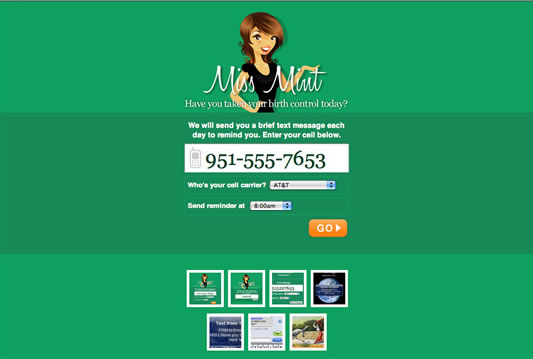 Miss Mint
Have you taken your birth control today?
We will send you a brief text message each
day to remind you. Enter your cell below.
951-555-7653
Who's your cell carrier? AT&T
Send reminder at 8:00am
GO
Text from